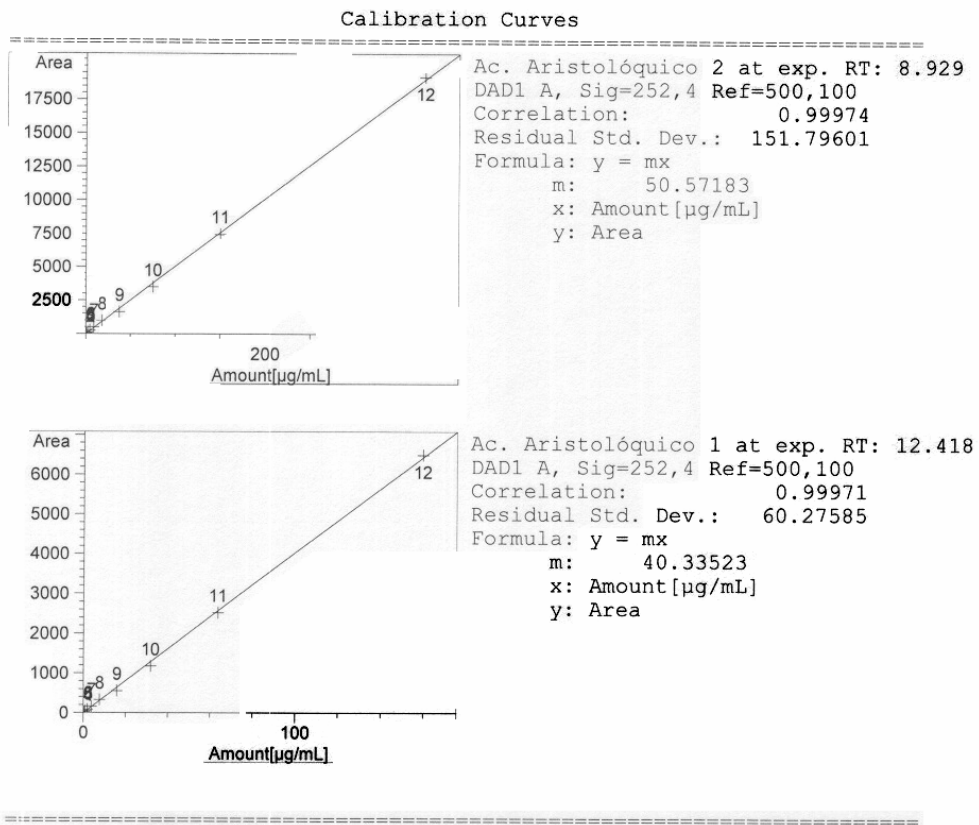 Calibration Curves
Area
17500
15000
12500
10000
7500
5000
2500
12
11
10
9
8
7
200
Amount[µg/mL]
Ac. Aristolóquico 2 at exp. RT: 8.929
DAD1 A, Sig=252,4 Ref=500,100
Correlation: 0.99974
Residual Std. Dev.: 151.79601
Formula: y = mx
m: 50.57183
x: Amount[µg/mL]
y: Area
Area
6000
5000
4000
3000
2000
1000
0
12
11
10
9
8
7
0
100
Amount[µg/mL]
Ac. Aristolóquico 1 at exp. RT: 12.418
DAD1 A, Sig=252,4 Ref=500,100
Correlation: 0.99971
Residual Std. Dev.: 60.27585
Formula: y = mx
m: 40.33523
x: Amount[µg/mL]
y: Area